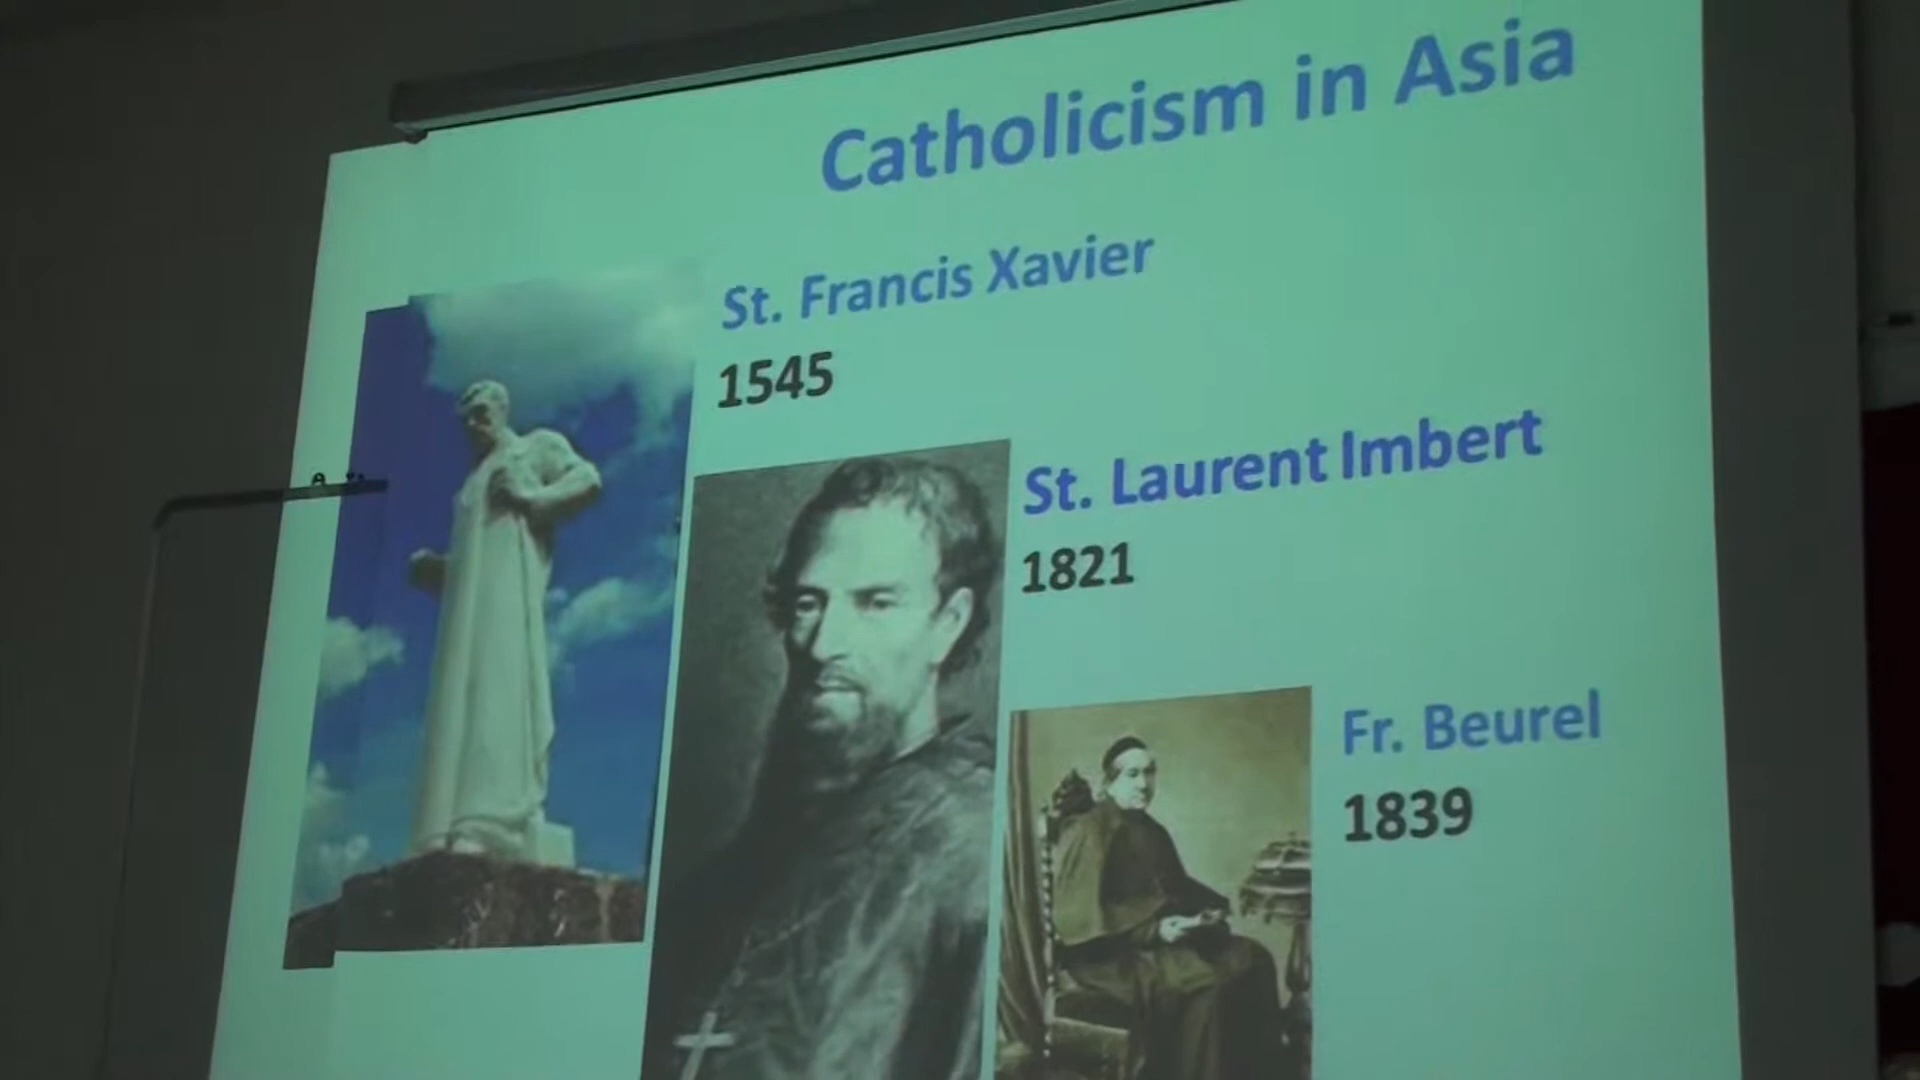 Catholicism in Asia
St. Francis Xavier
1545
St. Laurent Imbert
1821
Fr. Beurel
1839